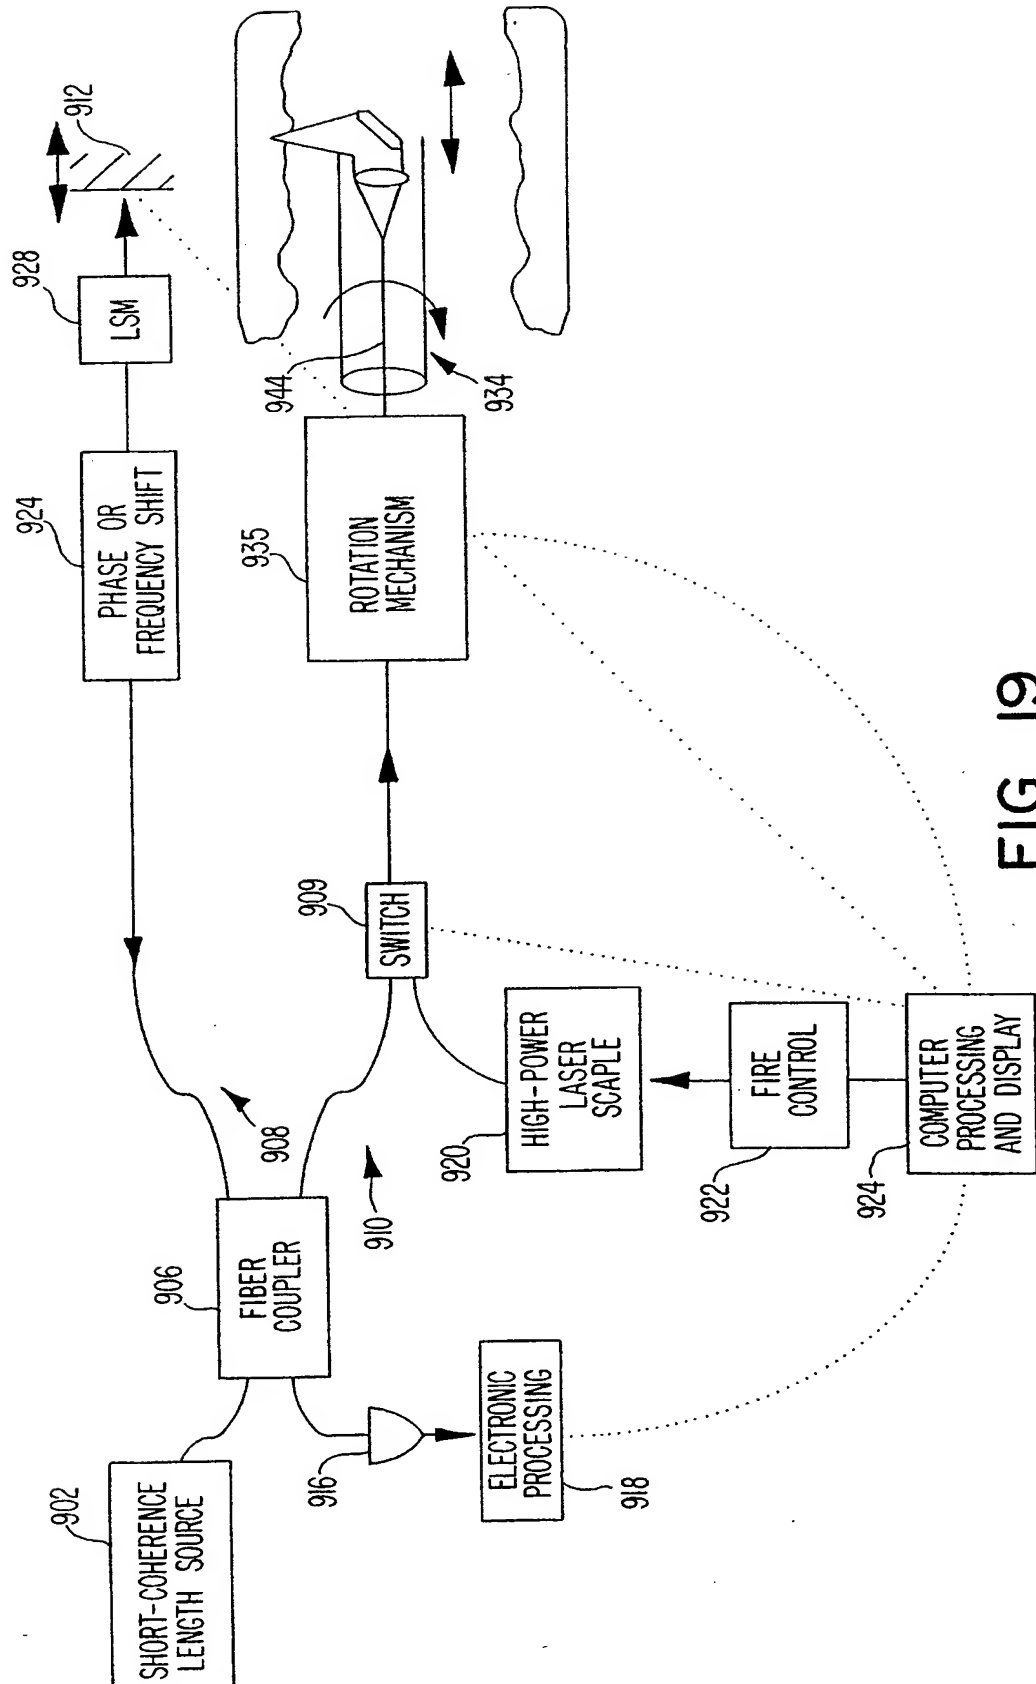 902
SHORT-COHERENCE
LENGTH SOURCE
906
FIBER
COUPLER
908
910
916
ELECTRONIC
PROCESSING
918
924
PHASE OR
FREQUENCY SHIFT
928
LSM
912
909
SWITCH
935
ROTATION
MECHANISM
944
934
920
HIGH-POWER
LASER
SCAPLE
922
FIRE
CONTROL
924
COMPUTER
PROCESSING
AND DISPLAY
FIG 19